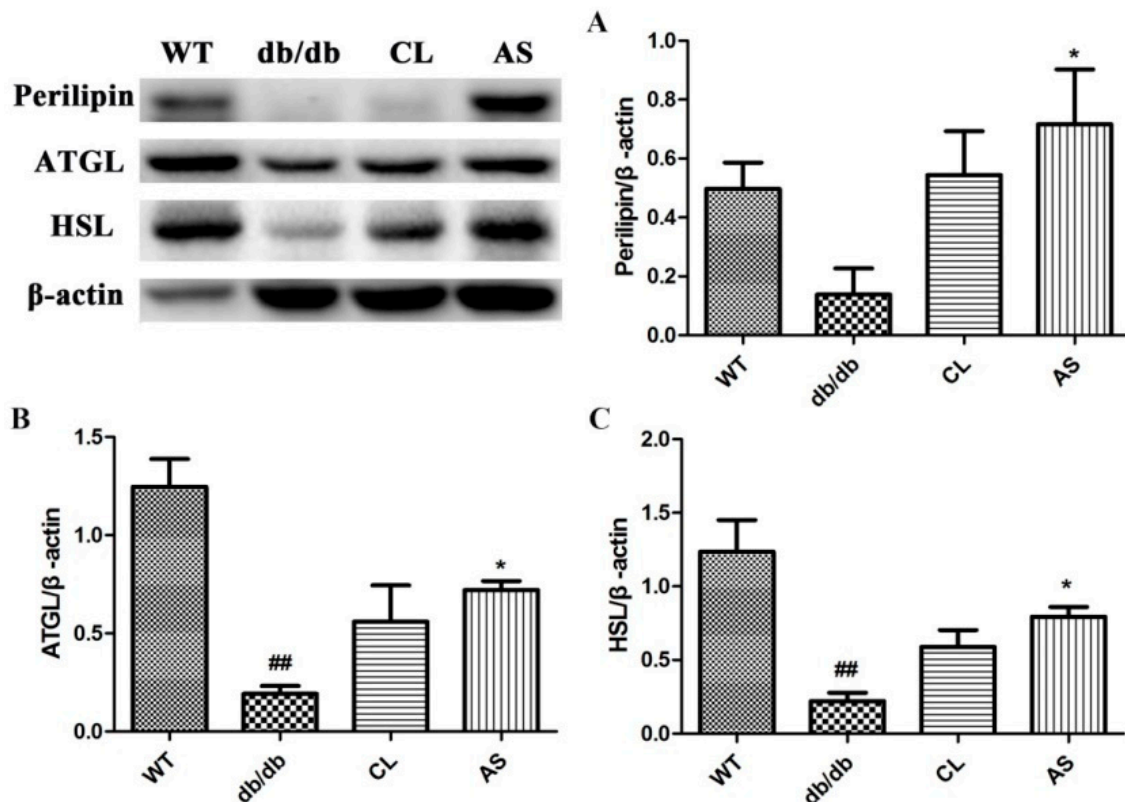 WT db/db CL AS
Perilipin
ATGL
HSL
β-actin
A
Perilipin/β -actin
1.0
0.8
0.6
0.4
0.2
0.0
*
WT db/db CL AS
B
ATGL/β -actin
1.5
1.0
0.5
0.0
##
*
WT db/db CL AS
C
HSL/β -actin
2.0
1.5
1.0
0.5
0.0
##
*
WT db/db CL AS